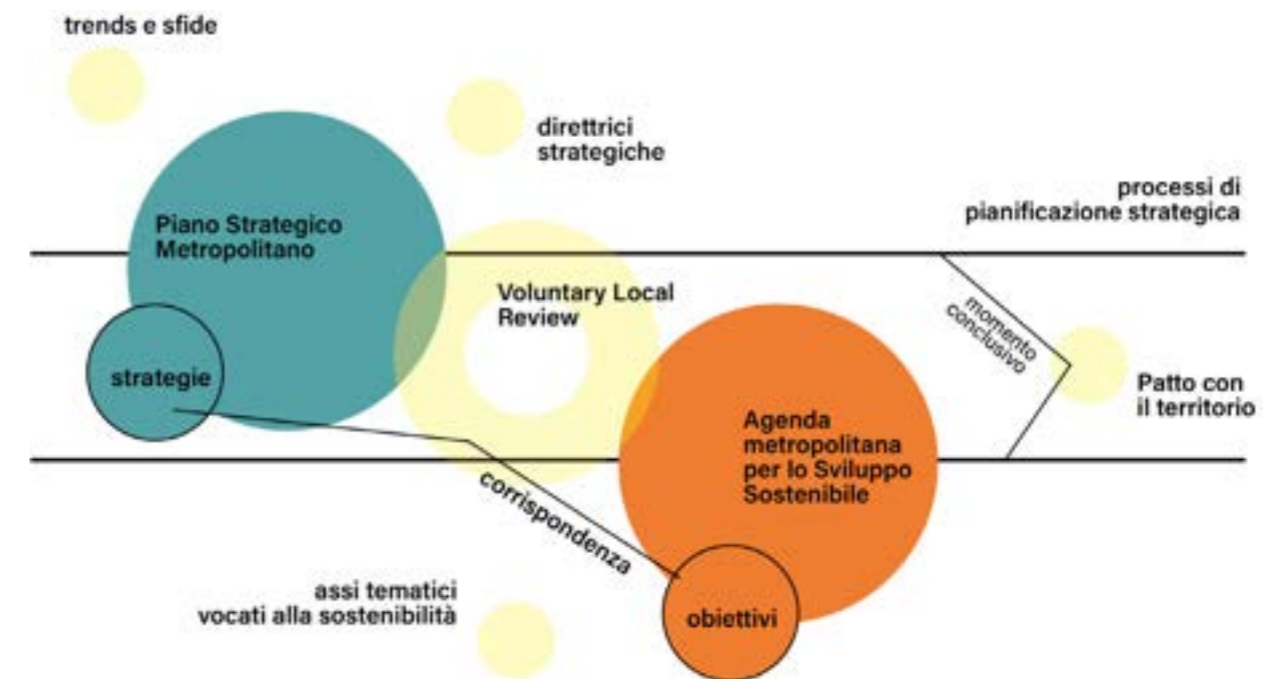 trends e sfide
direttrici
strategiche
processi di
pianificazione strategica
Piano Strategico
Metropolitano
Voluntary Local
Review
momento
conclusivo
strategie
Patto con
il territorio
Agenda
metropolitana
per lo Sviluppo
Sostenibile
corrispondenza
assi tematici
vocati alla sostenibilità
obiettivi